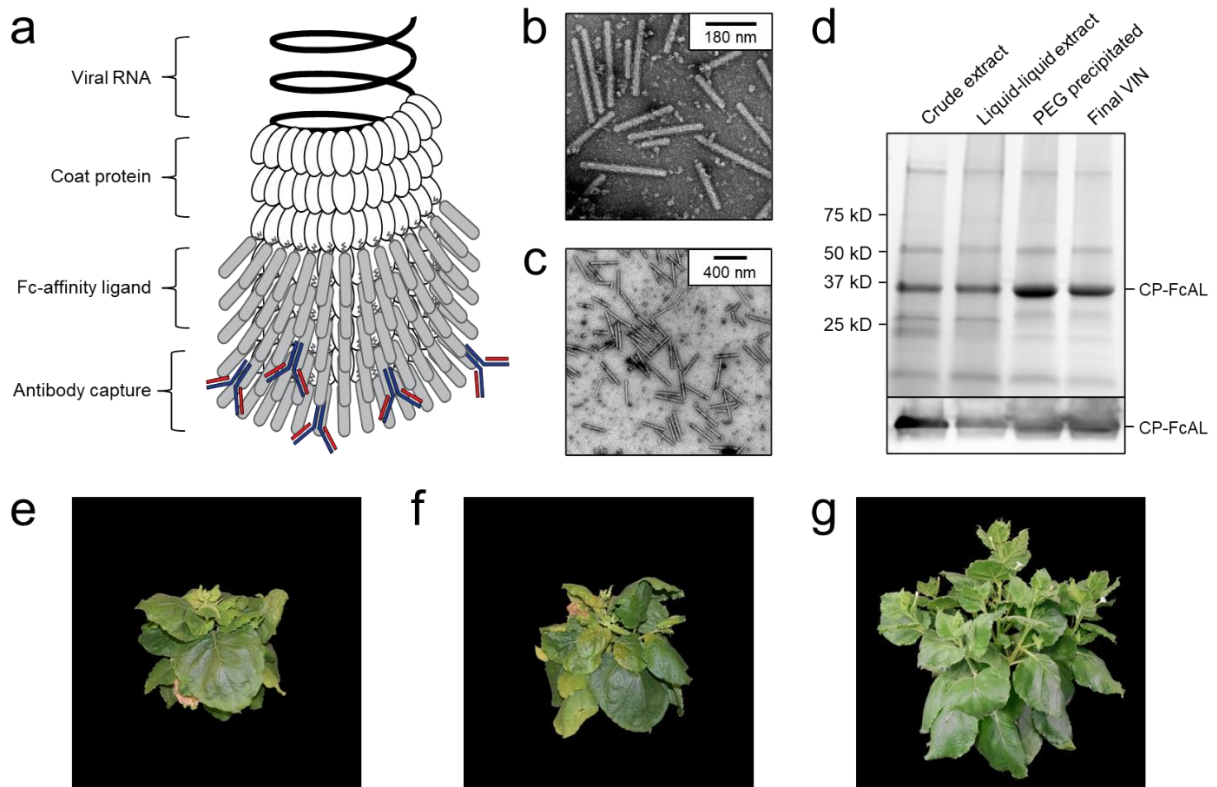 a
Viral RNA
Coat protein
Fc-affinity ligand
Antibody capture
b
180 nm
c
400 nm
d
Crude extract
Liquid-liquid extract
PEG precipitated
Final VIN
75 kD
50 kD
37 kD
25 kD
CP-FcAL
CP-FcAL
e
f
g